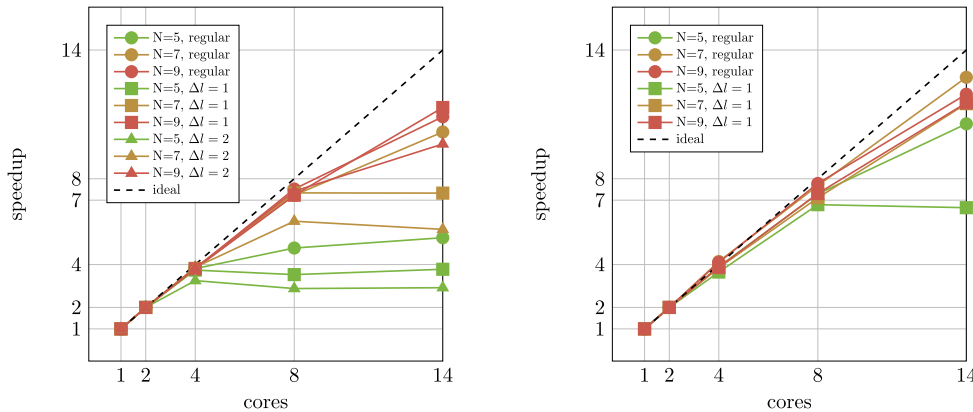 speedup
14
8
7
4
2
1
N=5, regular
N=7, regular
N=9, regular
N=5, Δl = 1
N=7, Δl = 1
N=9, Δl = 1
N=5, Δl = 2
N=7, Δl = 2
N=9, Δl = 2
ideal
1 2 4 8 14
cores
speedup
14
8
7
4
2
1
N=5, regular
N=7, regular
N=9, regular
N=5, Δl = 1
N=7, Δl = 1
N=9, Δl = 1
ideal
1 2 4 8 14
cores